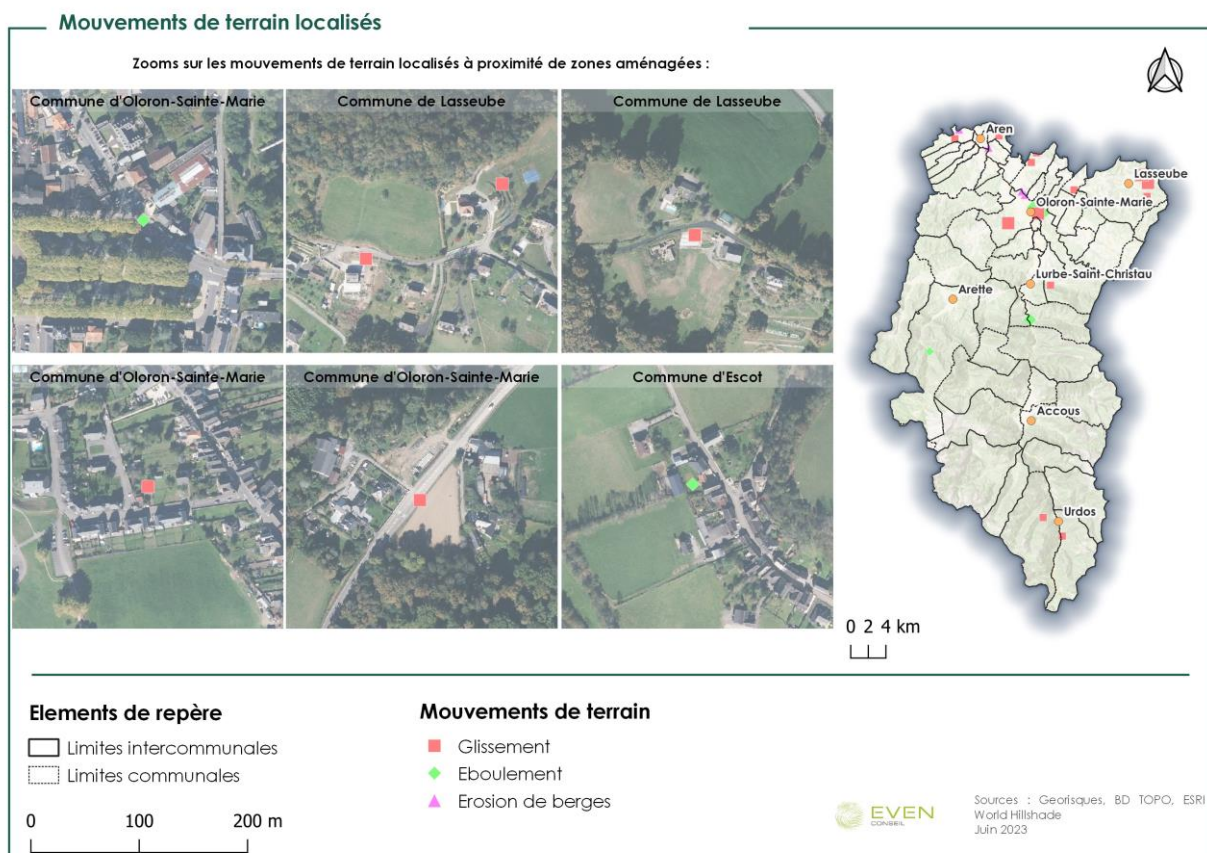 Mouvements de terrain localisés
Zooms sur les mouvements de terrain localisés à proximité de zones aménagées :
Commune d'Oloron-Sainte-Marie
Commune de Lasseube
Commune de Lasseube
Commune d'Oloron-Sainte-Marie
Commune d'Oloron-Sainte-Marie
Commune d'Escot
Aren
Lasseube
Oloron-Sainte-Marie
Lurbe-Saint-Christau
Arette
Accous
Urdos
0 2 4 km
Elements de repère
Limites intercommunales
Limites communales
0 100 200 m
Mouvements de terrain
Glissement
Eboulement
Erosion de berges
EVEN
CONSEIL
Sources : Georisques, BD TOPO, ESRI
World Hillshade
Juin 2023